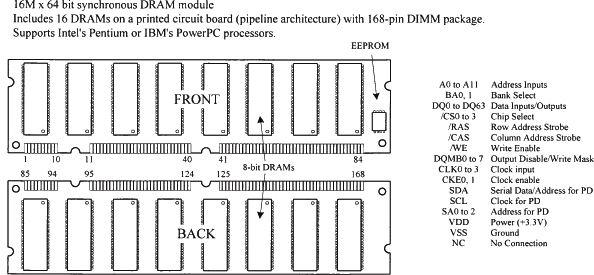 16M x 64 bit synchronous DRAM module
Includes 16 DRAMs on a printed circuit board (pipeline architecture) with 168-pin DIMM package.
Supports Intel's Pentium or IBM's PowerPC processors.
EEPROM
FRONT
1 10 11 40 41 84
8-bit DRAMs
85 94 95 124 125 168
BACK
A0 to A11 Address Inputs
BA0, 1 Bank Select
DQ0 to DQ63 Data Inputs/Outputs
/CS0 to 3 Chip Select
/RAS Row Address Strobe
/CAS Column Address Strobe
/WE Write Enable
DQMB0 to 7 Output Disable/Write Mask
CLK0 to 3 Clock input
CKE0, 1 Clock enable
SDA Serial Data/Address for PD
SCL Clock for PD
SA0 to 2 Address for PD
VDD Power (+3.3V)
VSS Ground
NC No Connection